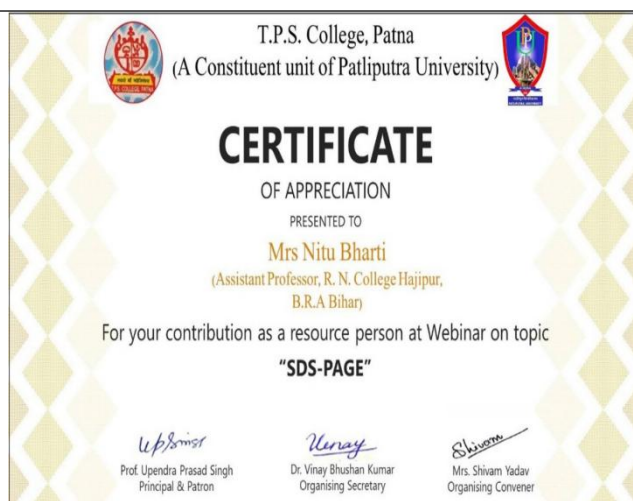 T.P.S. College, Patna
(A Constituent unit of Patliputra University)
CERTIFICATE
OF APPRECIATION
PRESENTED TO
Mrs Nitu Bharti
(Assistant Professor, R. N. College Hajipur,
B.R.A Bihar)
For your contribution as a resource person at Webinar on topic
“SDS-PAGE”
Prof. Upendra Prasad Singh
Principal & Patron
Dr. Vinay Bhushan Kumar
Organising Secretary
Shivam
Mrs. Shivam Yadav
Organising Convener